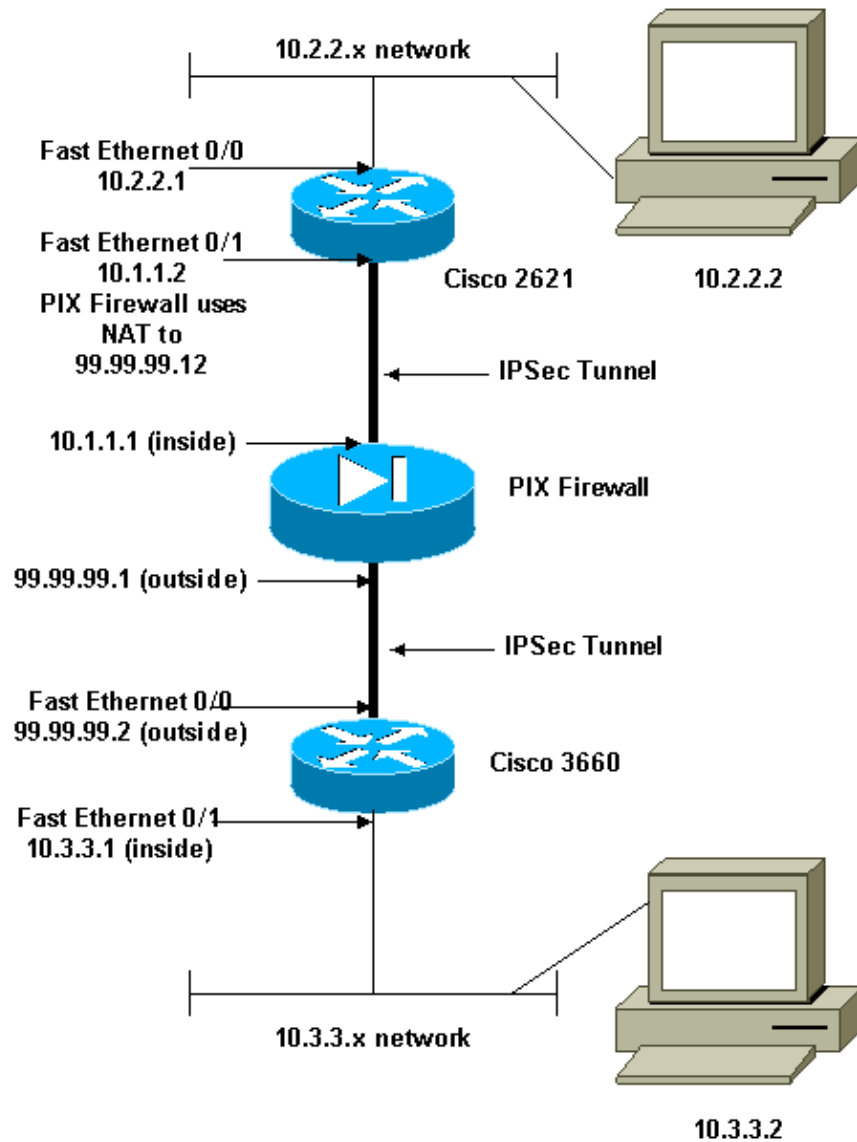 10.2.2.x network
Fast Ethernet 0/0
10.2.2.1
Fast Ethernet 0/1
10.1.1.2
PIX Firewall uses
NAT to
99.99.99.12
Cisco 2621
10.2.2.2
IPSec Tunnel
10.1.1.1 (inside)
PIX Firewall
99.99.99.1 (outside)
IPSec Tunnel
Fast Ethernet 0/0
99.99.99.2 (outside)
Cisco 3660
Fast Ethernet 0/1
10.3.3.1 (inside)
10.3.3.x network
10.3.3.2